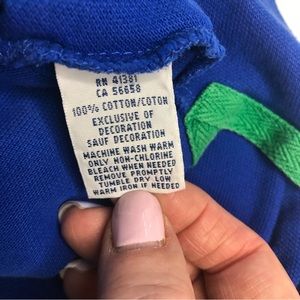 RN 41381
CA 56658
100% COTTON/COTON
EXCLUSIVE OF
DECORATION
SAUF DECORATION
MACHINE WASH WARM
ONLY NON-CHLORINE
BLEACH WHEN NEEDED
REMOVE PROMPTLY
TUMBLE DRY LOW
WARM IRON IF NEEDED